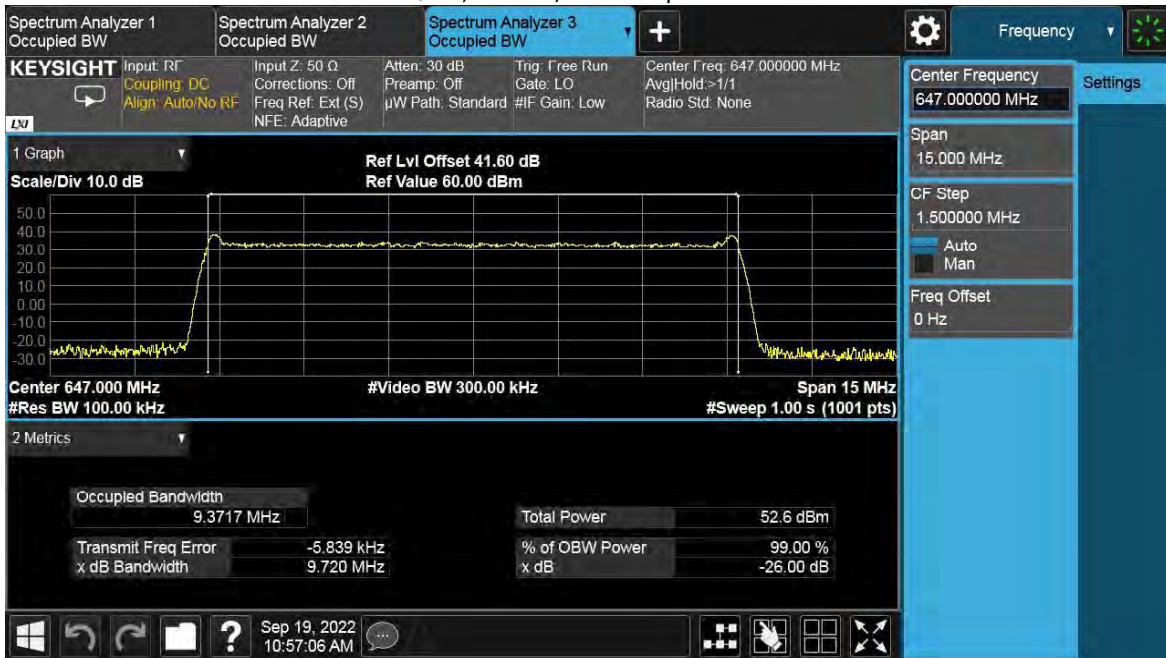 Spectrum Analyzer 1
Occupied BW
Spectrum Analyzer 2
Occupied BW
Spectrum Analyzer 3
Occupied BW
Frequency
KEYSIGHT
LXI
Input: RF
Coupling: DC
Align: Auto/No RF
Input Z: 50 Ω
Corrections: Off
Freq Ref: Ext (S)
NFE: Adaptive
Atten: 30 dB
Preamp: Off
µW Path: Standard
Trig: Free Run
Gate: LO
#IF Gain: Low
Center Freq: 647.000000 MHz
Avg|Hold:>1/1
Radio Std: None
Center Frequency
647.000000 MHz
Settings
Span
15.000 MHz
CF Step
1.500000 MHz
Auto
Man
Freq Offset
0 Hz
1 Graph
Scale/Div 10.0 dB
Ref Lvl Offset 41.60 dB
Ref Value 60.00 dBm
50.0
40.0
30.0
20.0
10.0
0.00
-10.0
-20.0
-30.0
Center 647.000 MHz
#Res BW 100.00 kHz
#Video BW 300.00 kHz
Span 15 MHz
#Sweep 1.00 s (1001 pts)
2 Metrics
Occupied Bandwidth
9.3717 MHz
Total Power 52.6 dBm
Transmit Freq Error -5.839 kHz
% of OBW Power 99.00 %
x dB Bandwidth 9.720 MHz
x dB -26.00 dB
?
Sep 19, 2022
10:57:06 AM